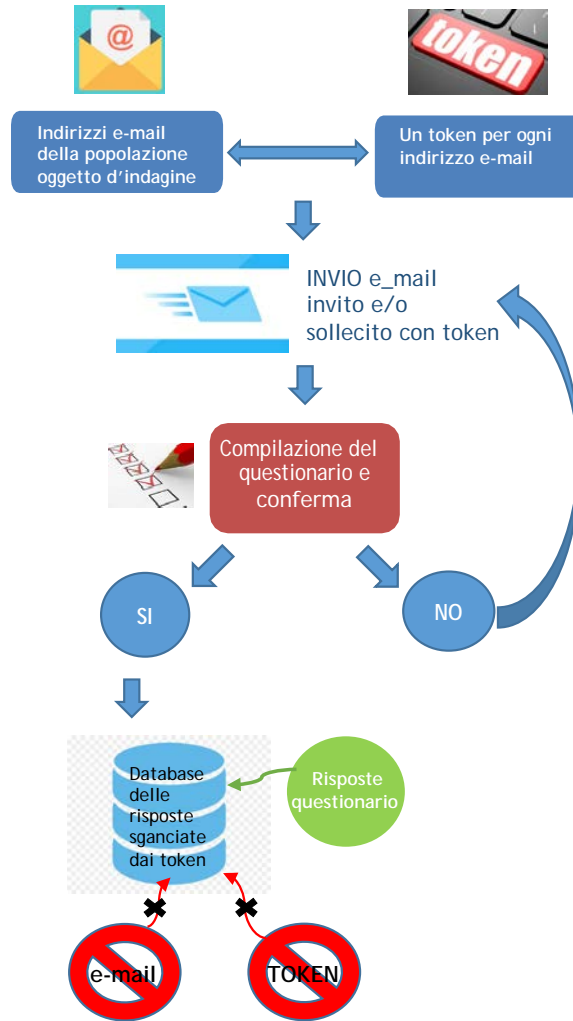 @
token
Indirizzi e-mail
della popolazione
oggetto d'indagine
Un token per ogni
indirizzo e-mail
INVIO e_mail
invito e/o
sollecito con token
Compilazione del
questionario e
conferma
SI
NO
Database
delle
risposte
sganciate
dai token
Risposte
questionario
e-mail
TOKEN